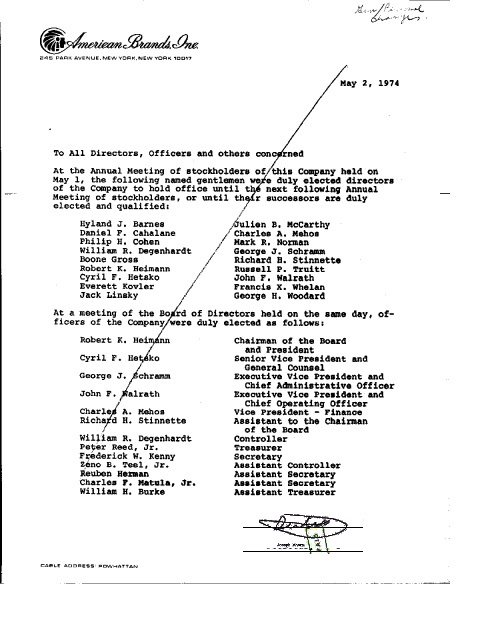 Gen/Personnel
Changes.
American Brands, Inc.
245 PARK AVENUE, NEW YORK, NEW YORK 10017
May 2, 1974
To All Directors, Officers and others concerned
At the Annual Meeting of stockholders of this Company held on
May 1, the following named gentlemen were duly elected directors
of the Company to hold office until the next following Annual
Meeting of stockholders, or until their successors are duly
elected and qualified:
Hyland J. Barnes Julien B. McCarthy
Daniel F. Cahalane Charles A. Mehos
Philip H. Cohen Mark R. Norman
William R. Degenhardt George J. Schramm
Boone Gross Richard H. Stinnette
Robert K. Heimann Russell P. Truitt
Cyril F. Hetsko John F. Walrath
Everett Kovler Francis X. Whelan
Jack Linsky George H. Woodard
At a meeting of the Board of Directors held on the same day, of-
ficers of the Company were duly elected as follows:
Robert K. Heimann Chairman of the Board
and President
Cyril F. Hetsko Senior Vice President and
General Counsel
George J. Schramm Executive Vice President and
Chief Administrative Officer
John F. Walrath Executive Vice President and
Chief Operating Officer
Charles A. Mehos Vice President - Finance
Richard H. Stinnette Assistant to the Chairman
of the Board
William R. Degenhardt Controller
Peter Reed, Jr. Treasurer
Frederick W. Kenny Secretary
Zeno B. Teel, Jr. Assistant Controller
Reuben Herman Assistant Secretary
Charles F. Matula, Jr. Assistant Secretary
William H. Burke Assistant Treasurer
CABLE ADDRESS: POWHATTAN